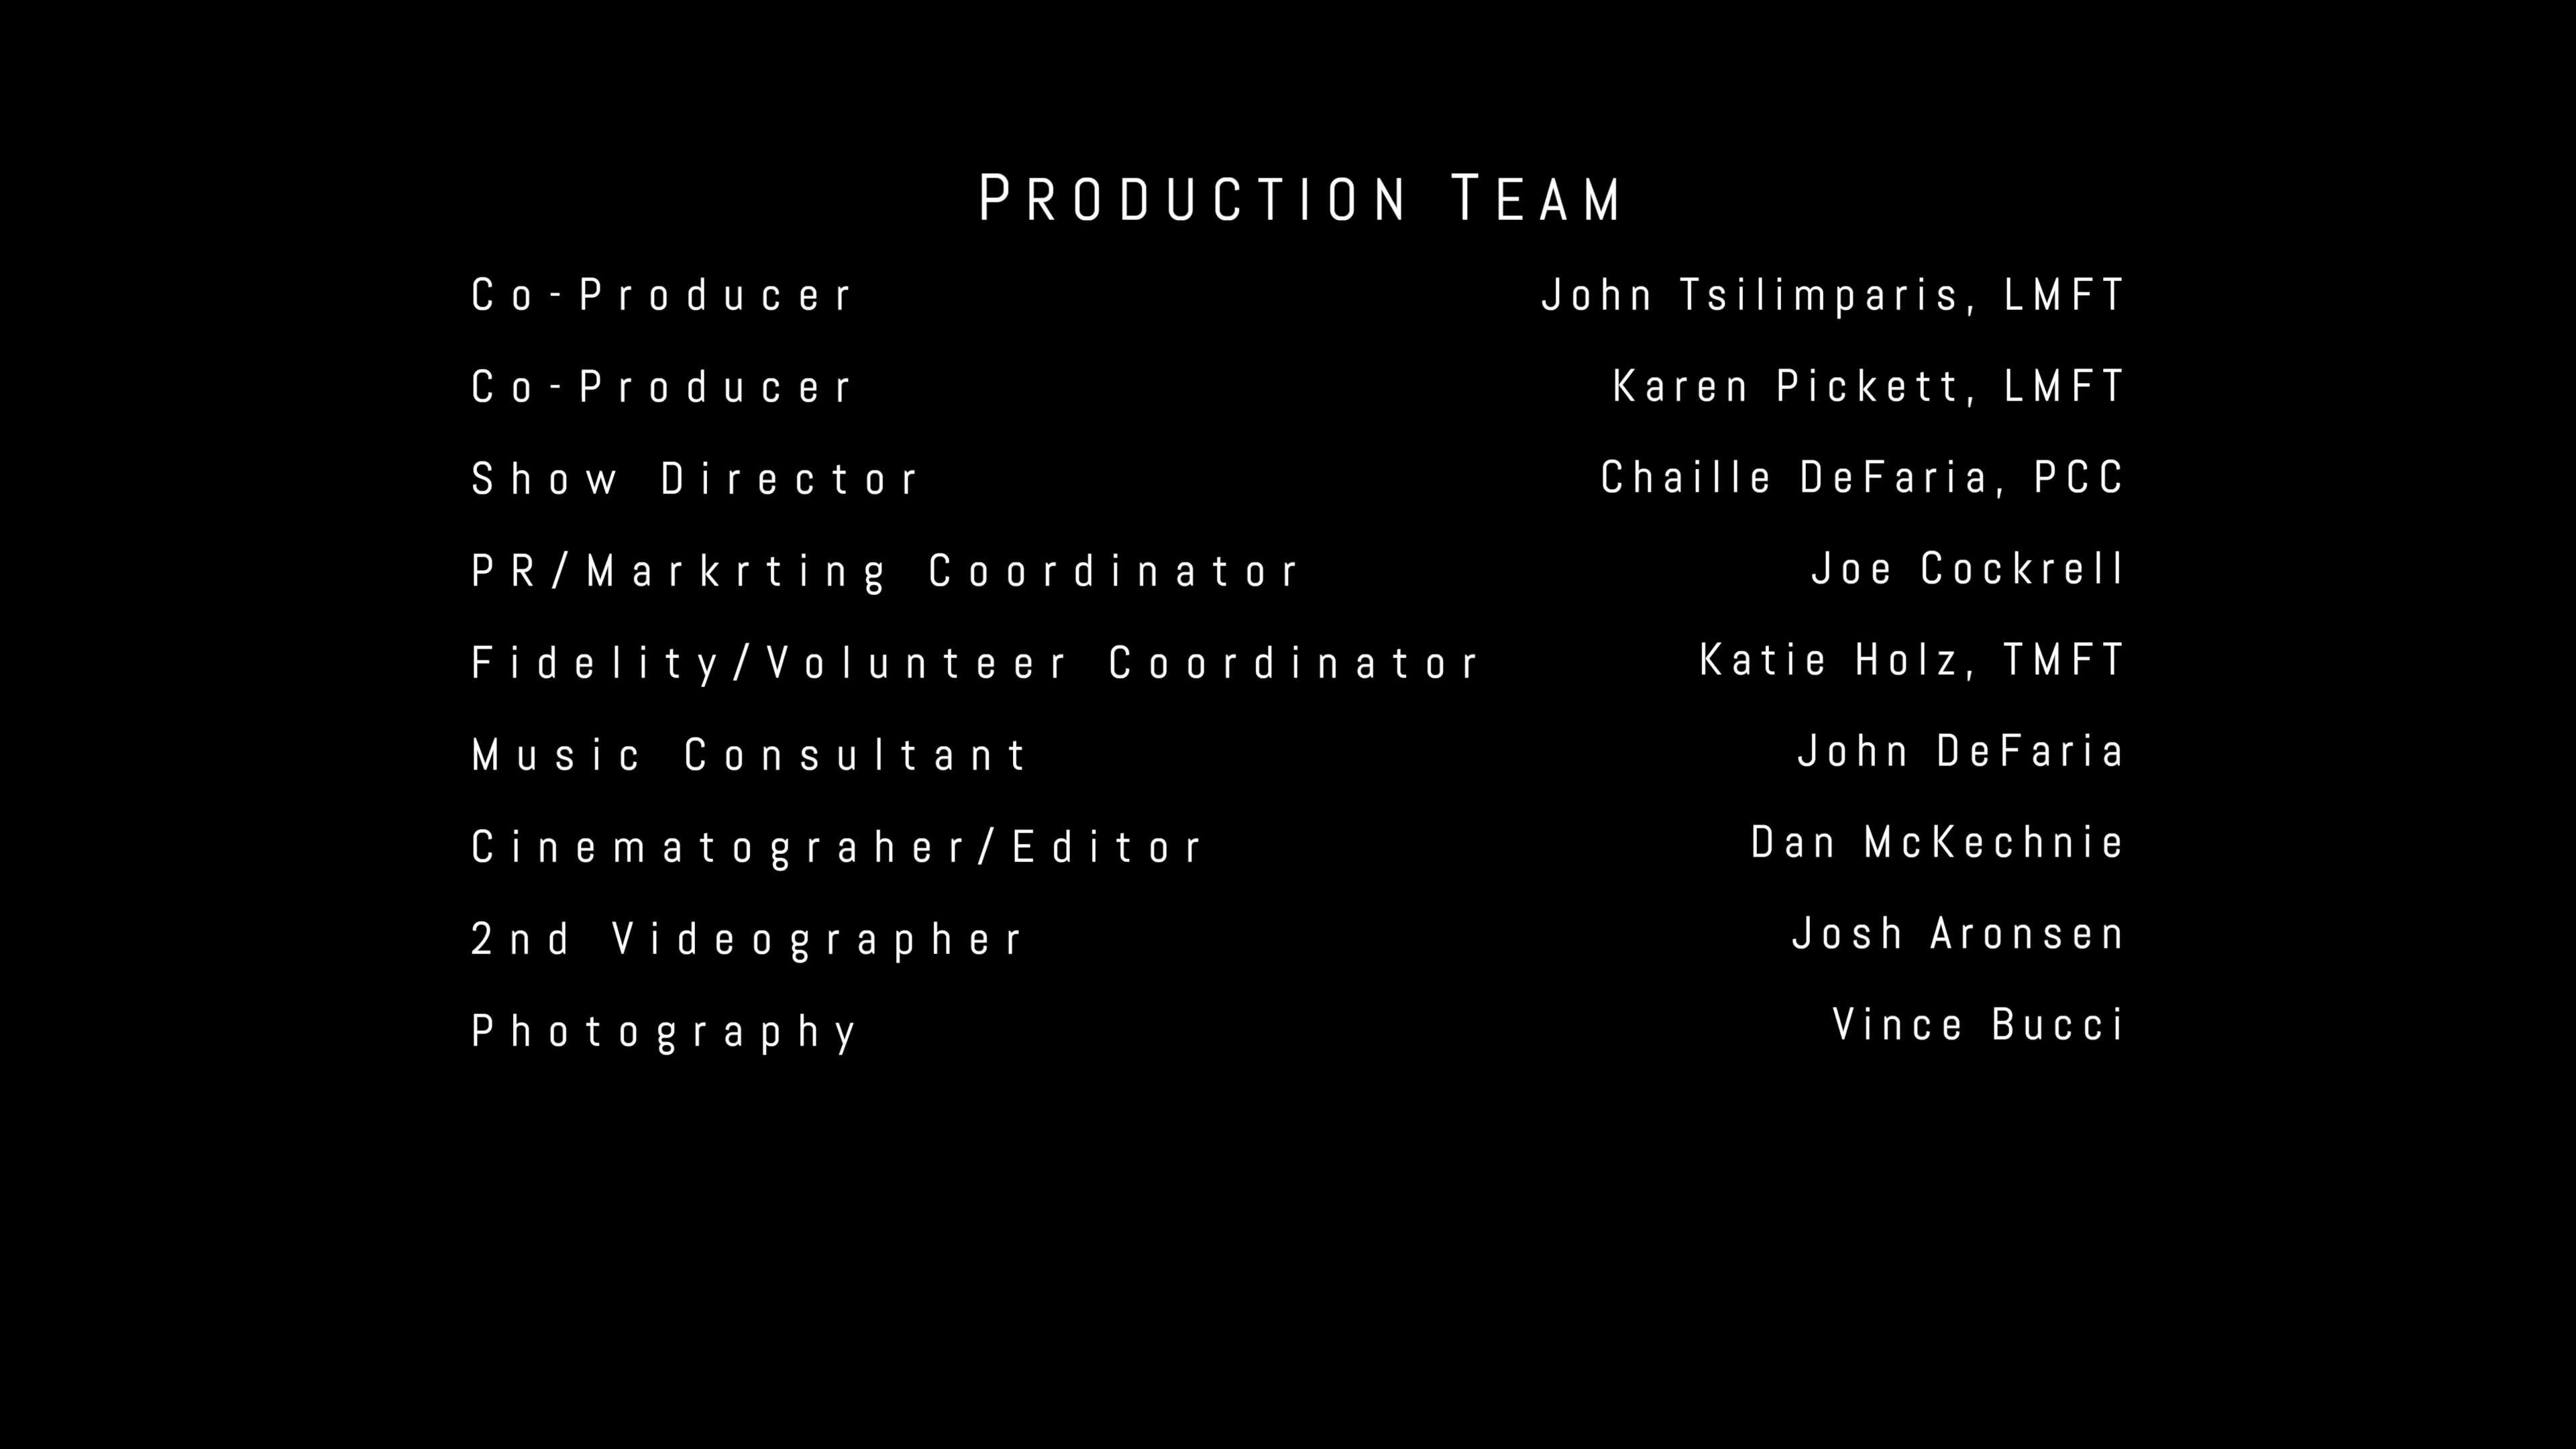 Production Team
Co-Producer John Tsilimparis, LMFT
Co-Producer Karen Pickett, LMFT
Show Director Chaille DeFaria, PCC
PR/Markrting Coordinator Joe Cockrell
Fidelity/Volunteer Coordinator Katie Holz, TMFT
Music Consultant John DeFaria
Cinematograher/Editor Dan McKechnie
2nd Videographer Josh Aronsen
Photography Vince Bucci